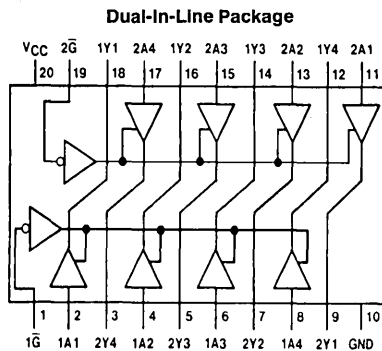 Dual-In-Line Package
VCC 2G̅ 1Y1 2A4 1Y2 2A3 1Y3 2A2 1Y4 2A1
20 19 18 17 16 15 14 13 12 11
1 2 3 4 5 6 7 8 9 10
1G̅ 1A1 2Y4 1A2 2Y3 1A3 2Y2 1A4 2Y1 GND